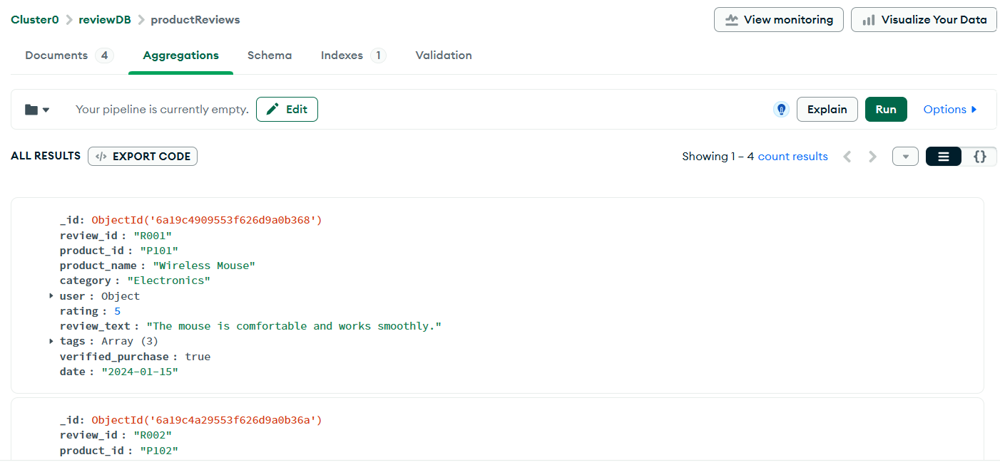 Cluster0 > reviewDB > productReviews View monitoring Visualize Your Data
Documents 4 Aggregations Schema Indexes 1 Validation
Your pipeline is currently empty. Edit Explain Run Options
ALL RESULTS </> EXPORT CODE Showing 1 – 4 count results {}
_id: ObjectId('6a19c4909553f626d9a0b368')
review_id : "R001"
product_id : "P101"
product_name : "Wireless Mouse"
category : "Electronics"
user : Object
rating : 5
review_text : "The mouse is comfortable and works smoothly."
tags : Array (3)
verified_purchase : true
date : "2024-01-15"
_id: ObjectId('6a19c4a29553f626d9a0b36a')
review_id : "R002"
product_id : "P102"